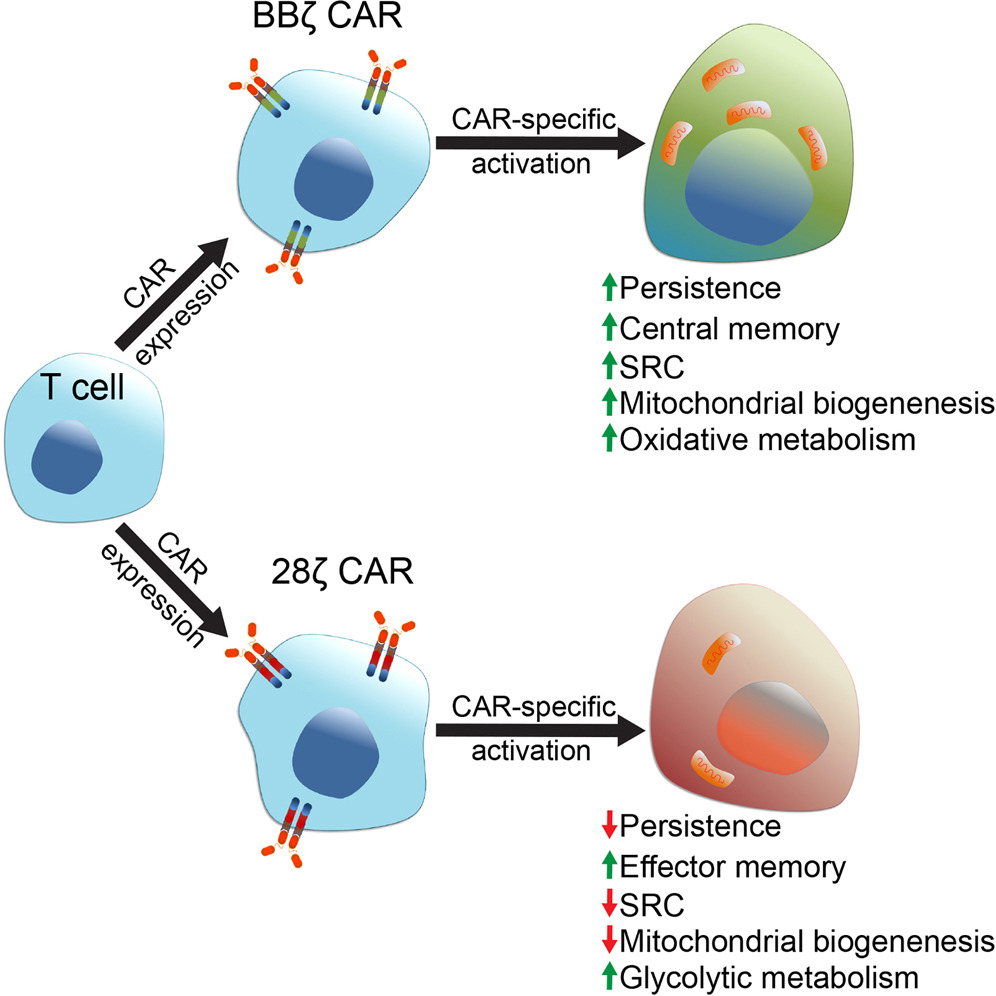 BBζ CAR
CAR-specific
activation
CAR
expression
↑Persistence
↑Central memory
↑SRC
↑Mitochondrial biogenenesis
↑Oxidative metabolism
T cell
CAR
expression
28ζ CAR
CAR-specific
activation
↓Persistence
↑Effector memory
↓SRC
↓Mitochondrial biogenenesis
↑Glycolytic metabolism